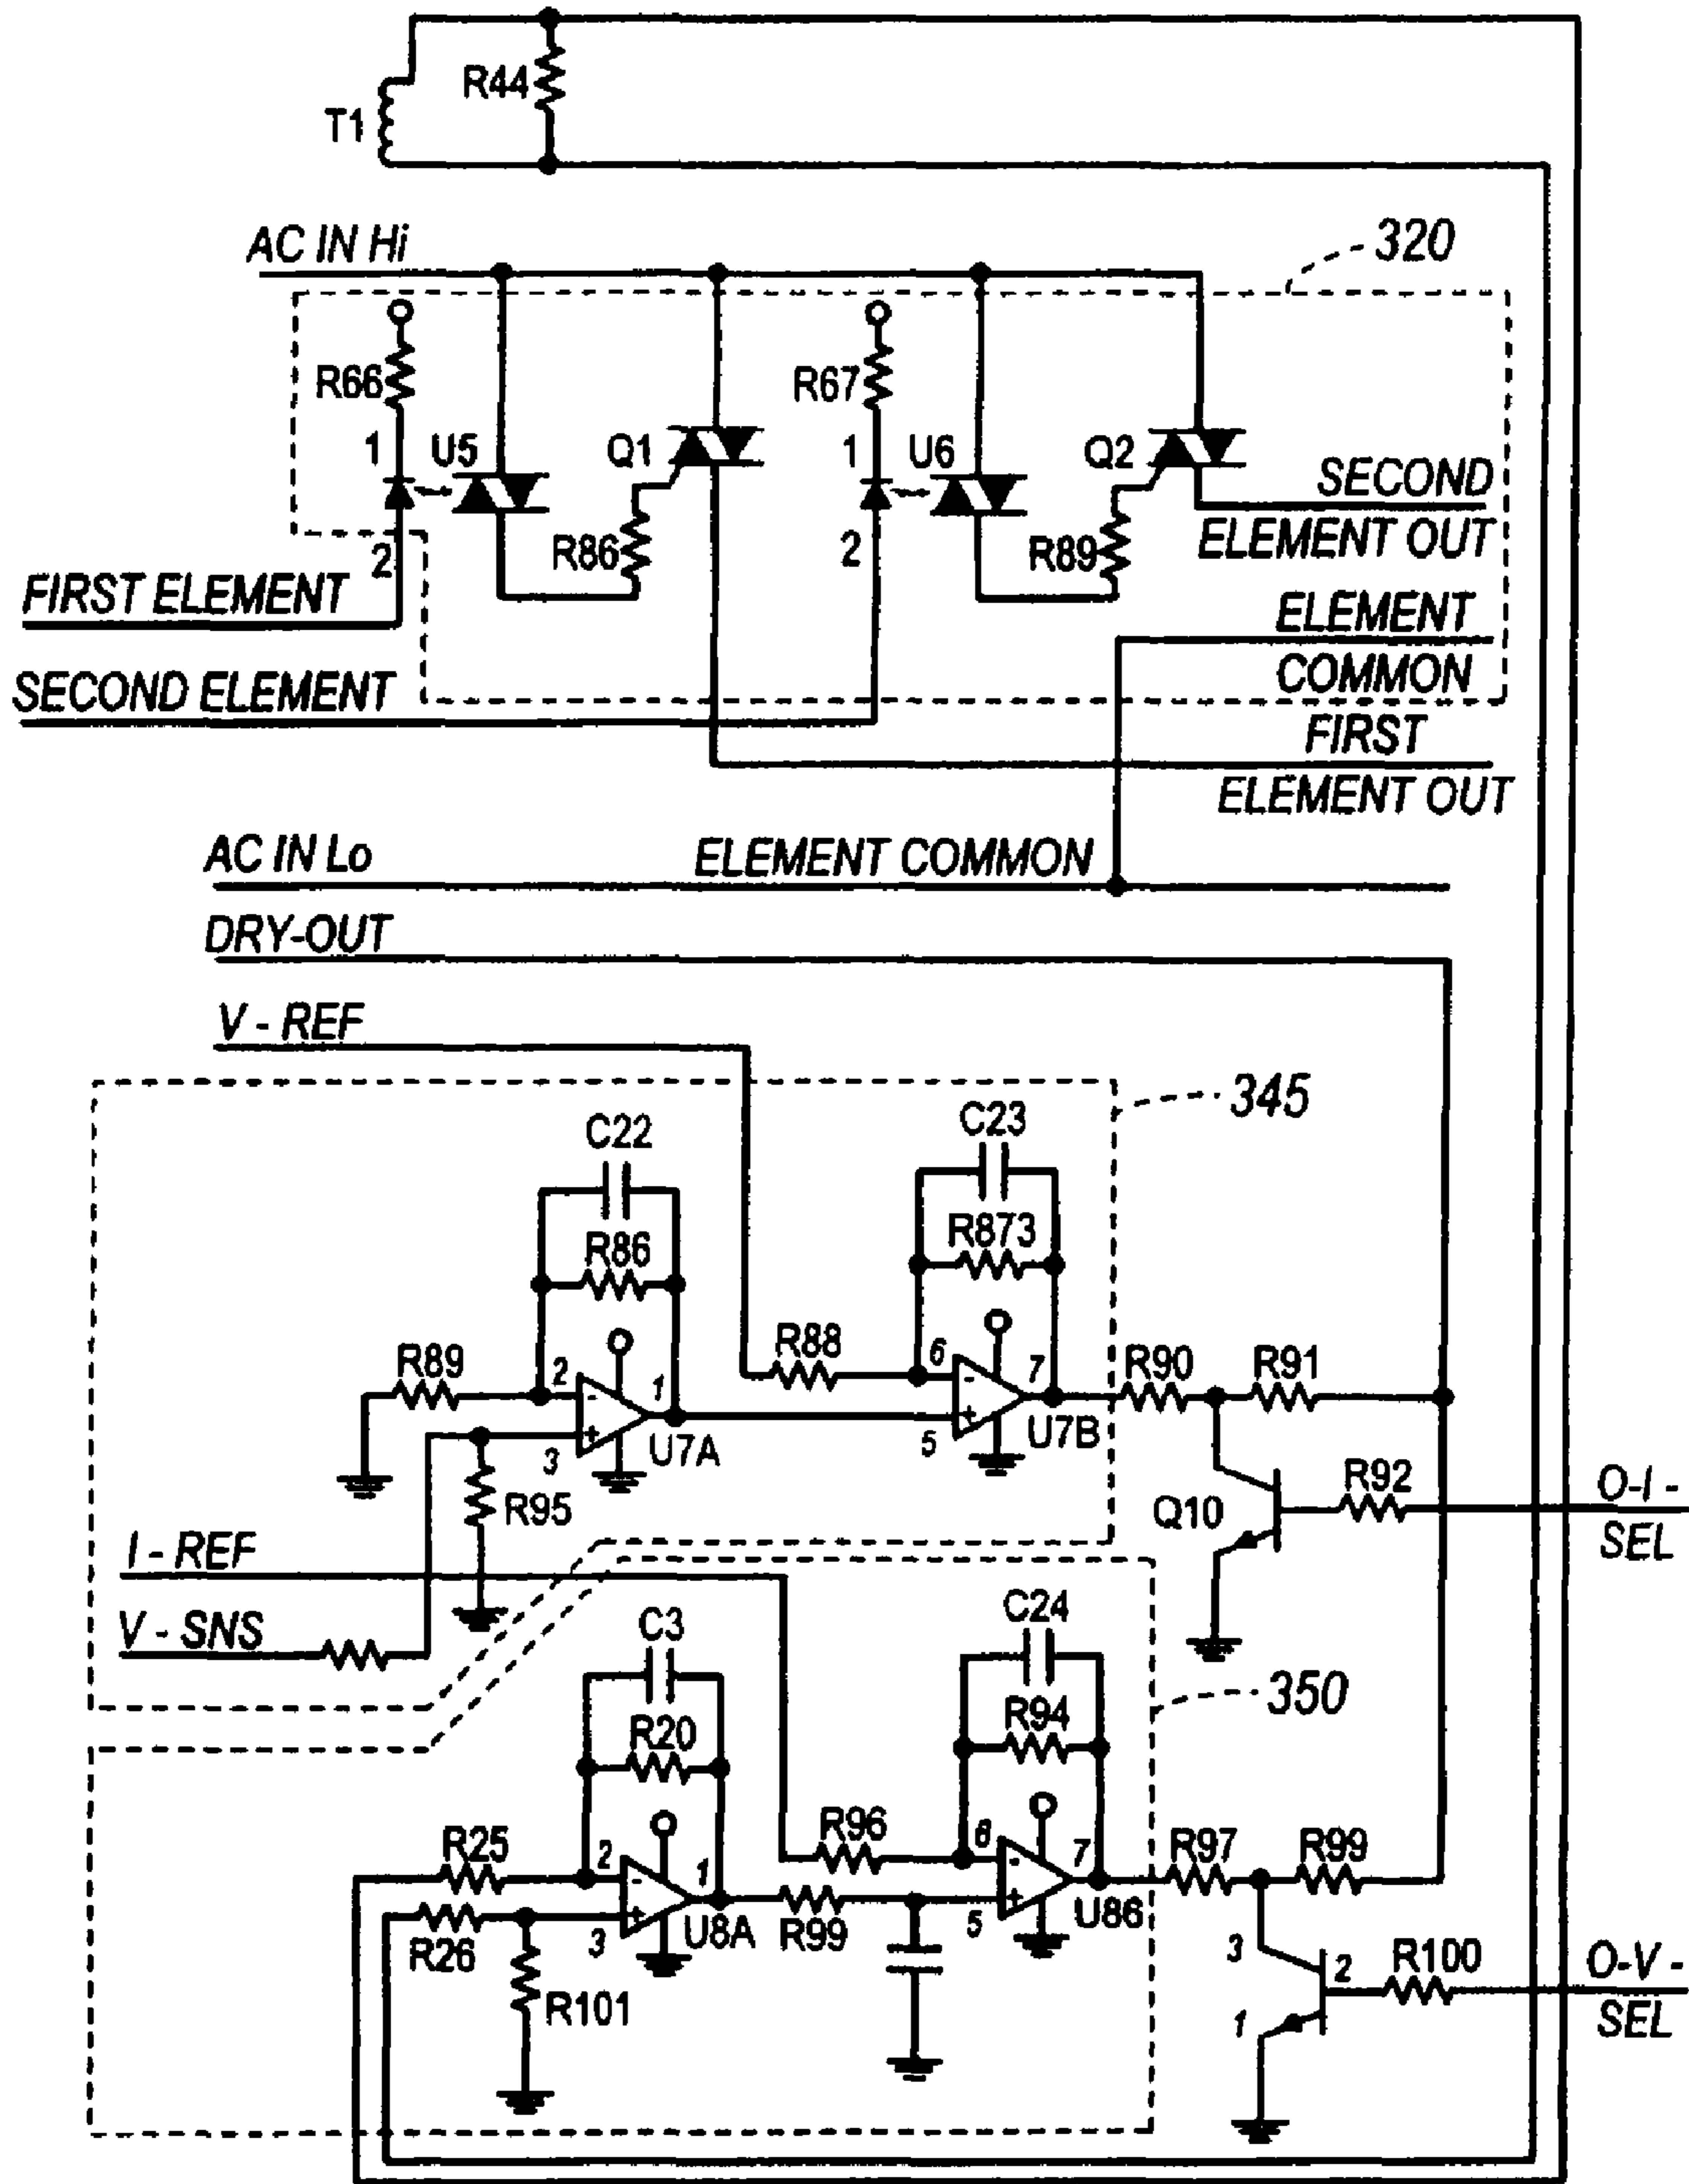 R44
T1
AC IN Hi
320
R66
R67
1
U5
Q1
1
U6
Q2
SECOND
ELEMENT OUT
2
R86
2
R89
FIRST ELEMENT
ELEMENT
COMMON
SECOND ELEMENT
FIRST
ELEMENT OUT
AC IN Lo
ELEMENT COMMON
DRY-OUT
V - REF
345
C22
C23
R86
R873
R89
2
1
R88
6
7
R90
R91
-
+
3
U7A
-
+
5
U7B
R95
Q10
R92
O-I -
SEL
I - REF
V - SNS
C3
C24
350
R20
R94
R25
2
1
R96
6
7
R97
R99
-
+
R26
3
U8A
R99
-
+
5
U86
R101
3
2
1
R100
O-V -
SEL